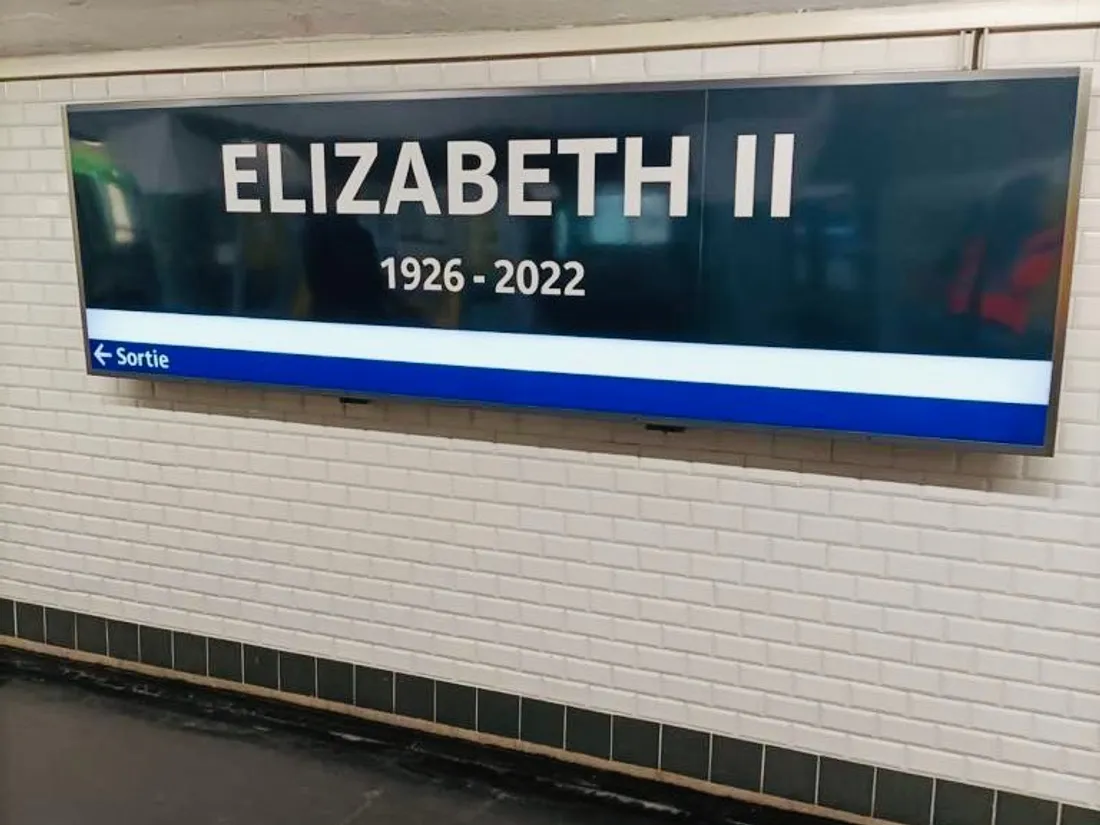 ELIZABETH II
1926 - 2022
← Sortie